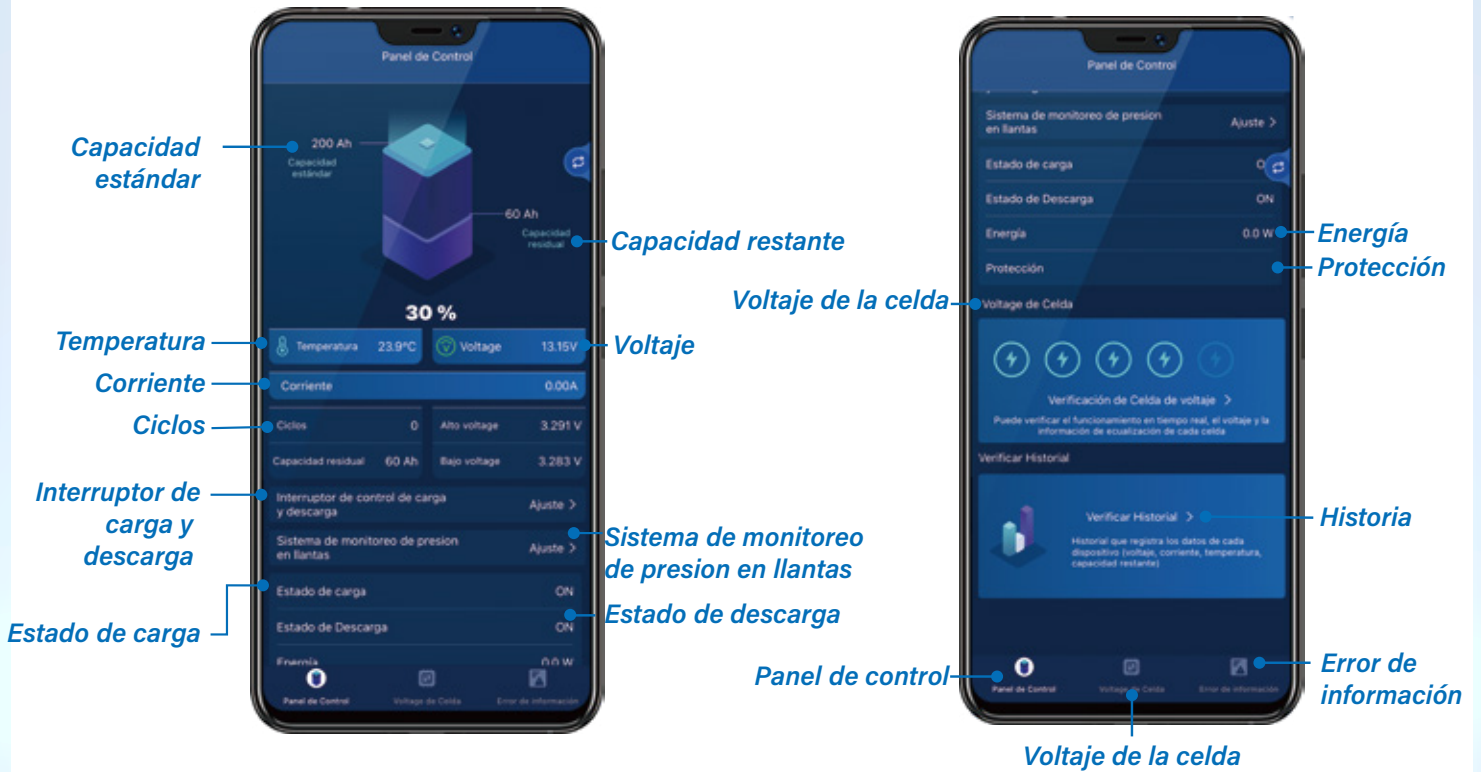 Panel de Control
200 Ah
Capacidad
estándar
60 Ah
Capacidad
residual
30 %
Temperatura 23.9°C
Voltage 13.15V
Corriente 0.00A
Ciclos 0
Alto voltage 3.291 V
Capacidad residual 60 Ah
Bajo voltage 3.283 V
Interruptor de control de carga
y descarga
Ajuste >
Sistema de monitoreo de presion
en llantas
Ajuste >
Estado de carga ON
Estado de Descarga ON
Energía 0.0 W
Panel de Control
Voltage de Celda
Error de información
Capacidad
estándar
Capacidad restante
Temperatura
Voltaje
Corriente
Ciclos
Interruptor de
carga y
descarga
Sistema de monitoreo
de presion en llantas
Estado de carga
Estado de descarga
Panel de Control
Sistema de monitoreo de presion
en llantas
Ajuste >
Estado de carga
Estado de Descarga ON
Energía 0.0 W
Protección
Voltage de Celda
Verificación de Celda de voltaje >
Puede verificar el funcionamiento en tiempo real, el voltaje y la
información de ecualización de cada celda
Verificar Historial
Verificar Historial >
Historial que registra los datos de cada
dispositivo (voltaje, corriente, temperatura,
capacidad restante)
Panel de Control
Voltage de Celda
Error de información
Energía
Protección
Voltaje de la celda
Historia
Panel de control
Error de
información
Voltaje de la celda